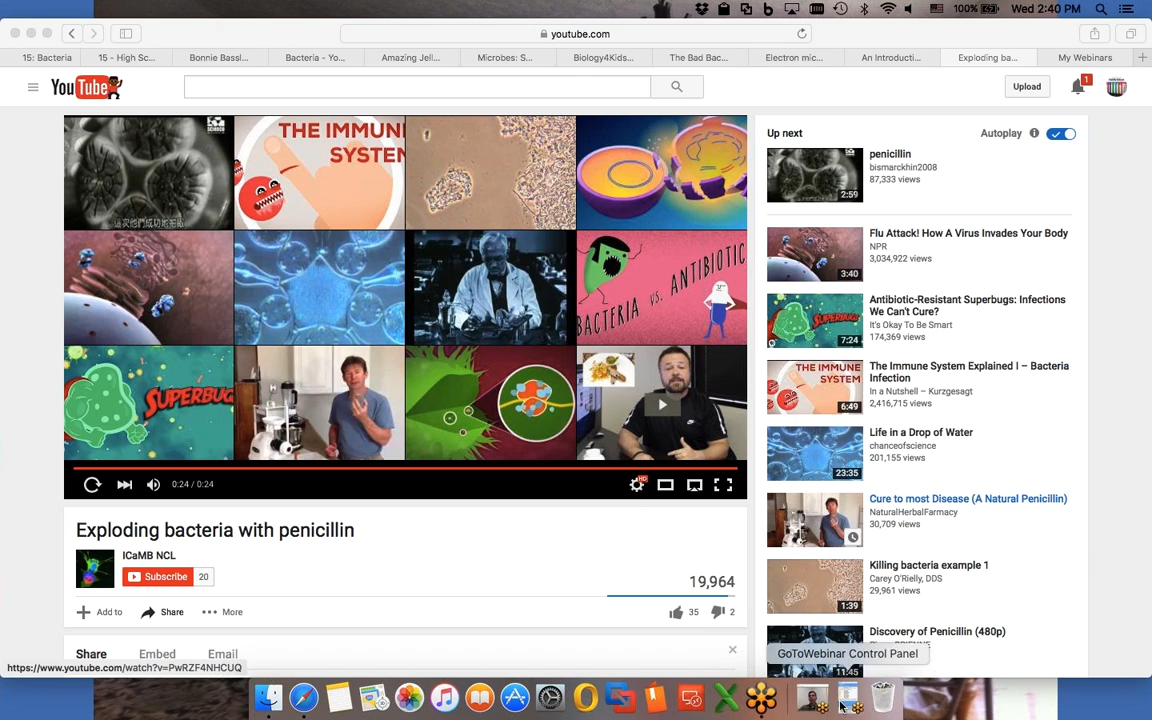 100%
Wed 2:40 PM
youtube.com
15: Bacteria
15 - High Sc...
Bonnie Bassl...
Bacteria - Yo...
Amazing Jell...
Microbes: S...
Biology4Kids...
The Bad Bac...
Electron mic...
An Introducti...
Exploding ba...
My Webinars
YouTube
Upload
1
THE IMMUNE
SYSTEM
BACTERIA vs. ANTIBIOTIC
SUPERBUG
0:24 / 0:24
HD
Exploding bacteria with penicillin
ICaMB NCL
Subscribe
20
19,964
Add to
Share
More
35
2
Share
Embed
Email
https://www.youtube.com/watch?v=PwRZF4NHCUQ
Up next
Autoplay
penicillin
bismarckhin2008
87,333 views
2:59
Flu Attack! How A Virus Invades Your Body
NPR
3,034,922 views
3:40
Antibiotic-Resistant Superbugs: Infections
We Can't Cure?
It's Okay To Be Smart
174,369 views
7:24
The Immune System Explained I – Bacteria
Infection
In a Nutshell – Kurzgesagt
2,416,715 views
THE IMMUNE
SYSTEM
6:49
Life in a Drop of Water
chanceofscience
201,155 views
23:35
Cure to most Disease (A Natural Penicillin)
NaturalHerbalFarmacy
30,709 views
Killing bacteria example 1
Carey O'Rielly, DDS
29,961 views
1:39
Discovery of Penicillin (480p)
11:45
GoToWebinar Control Panel